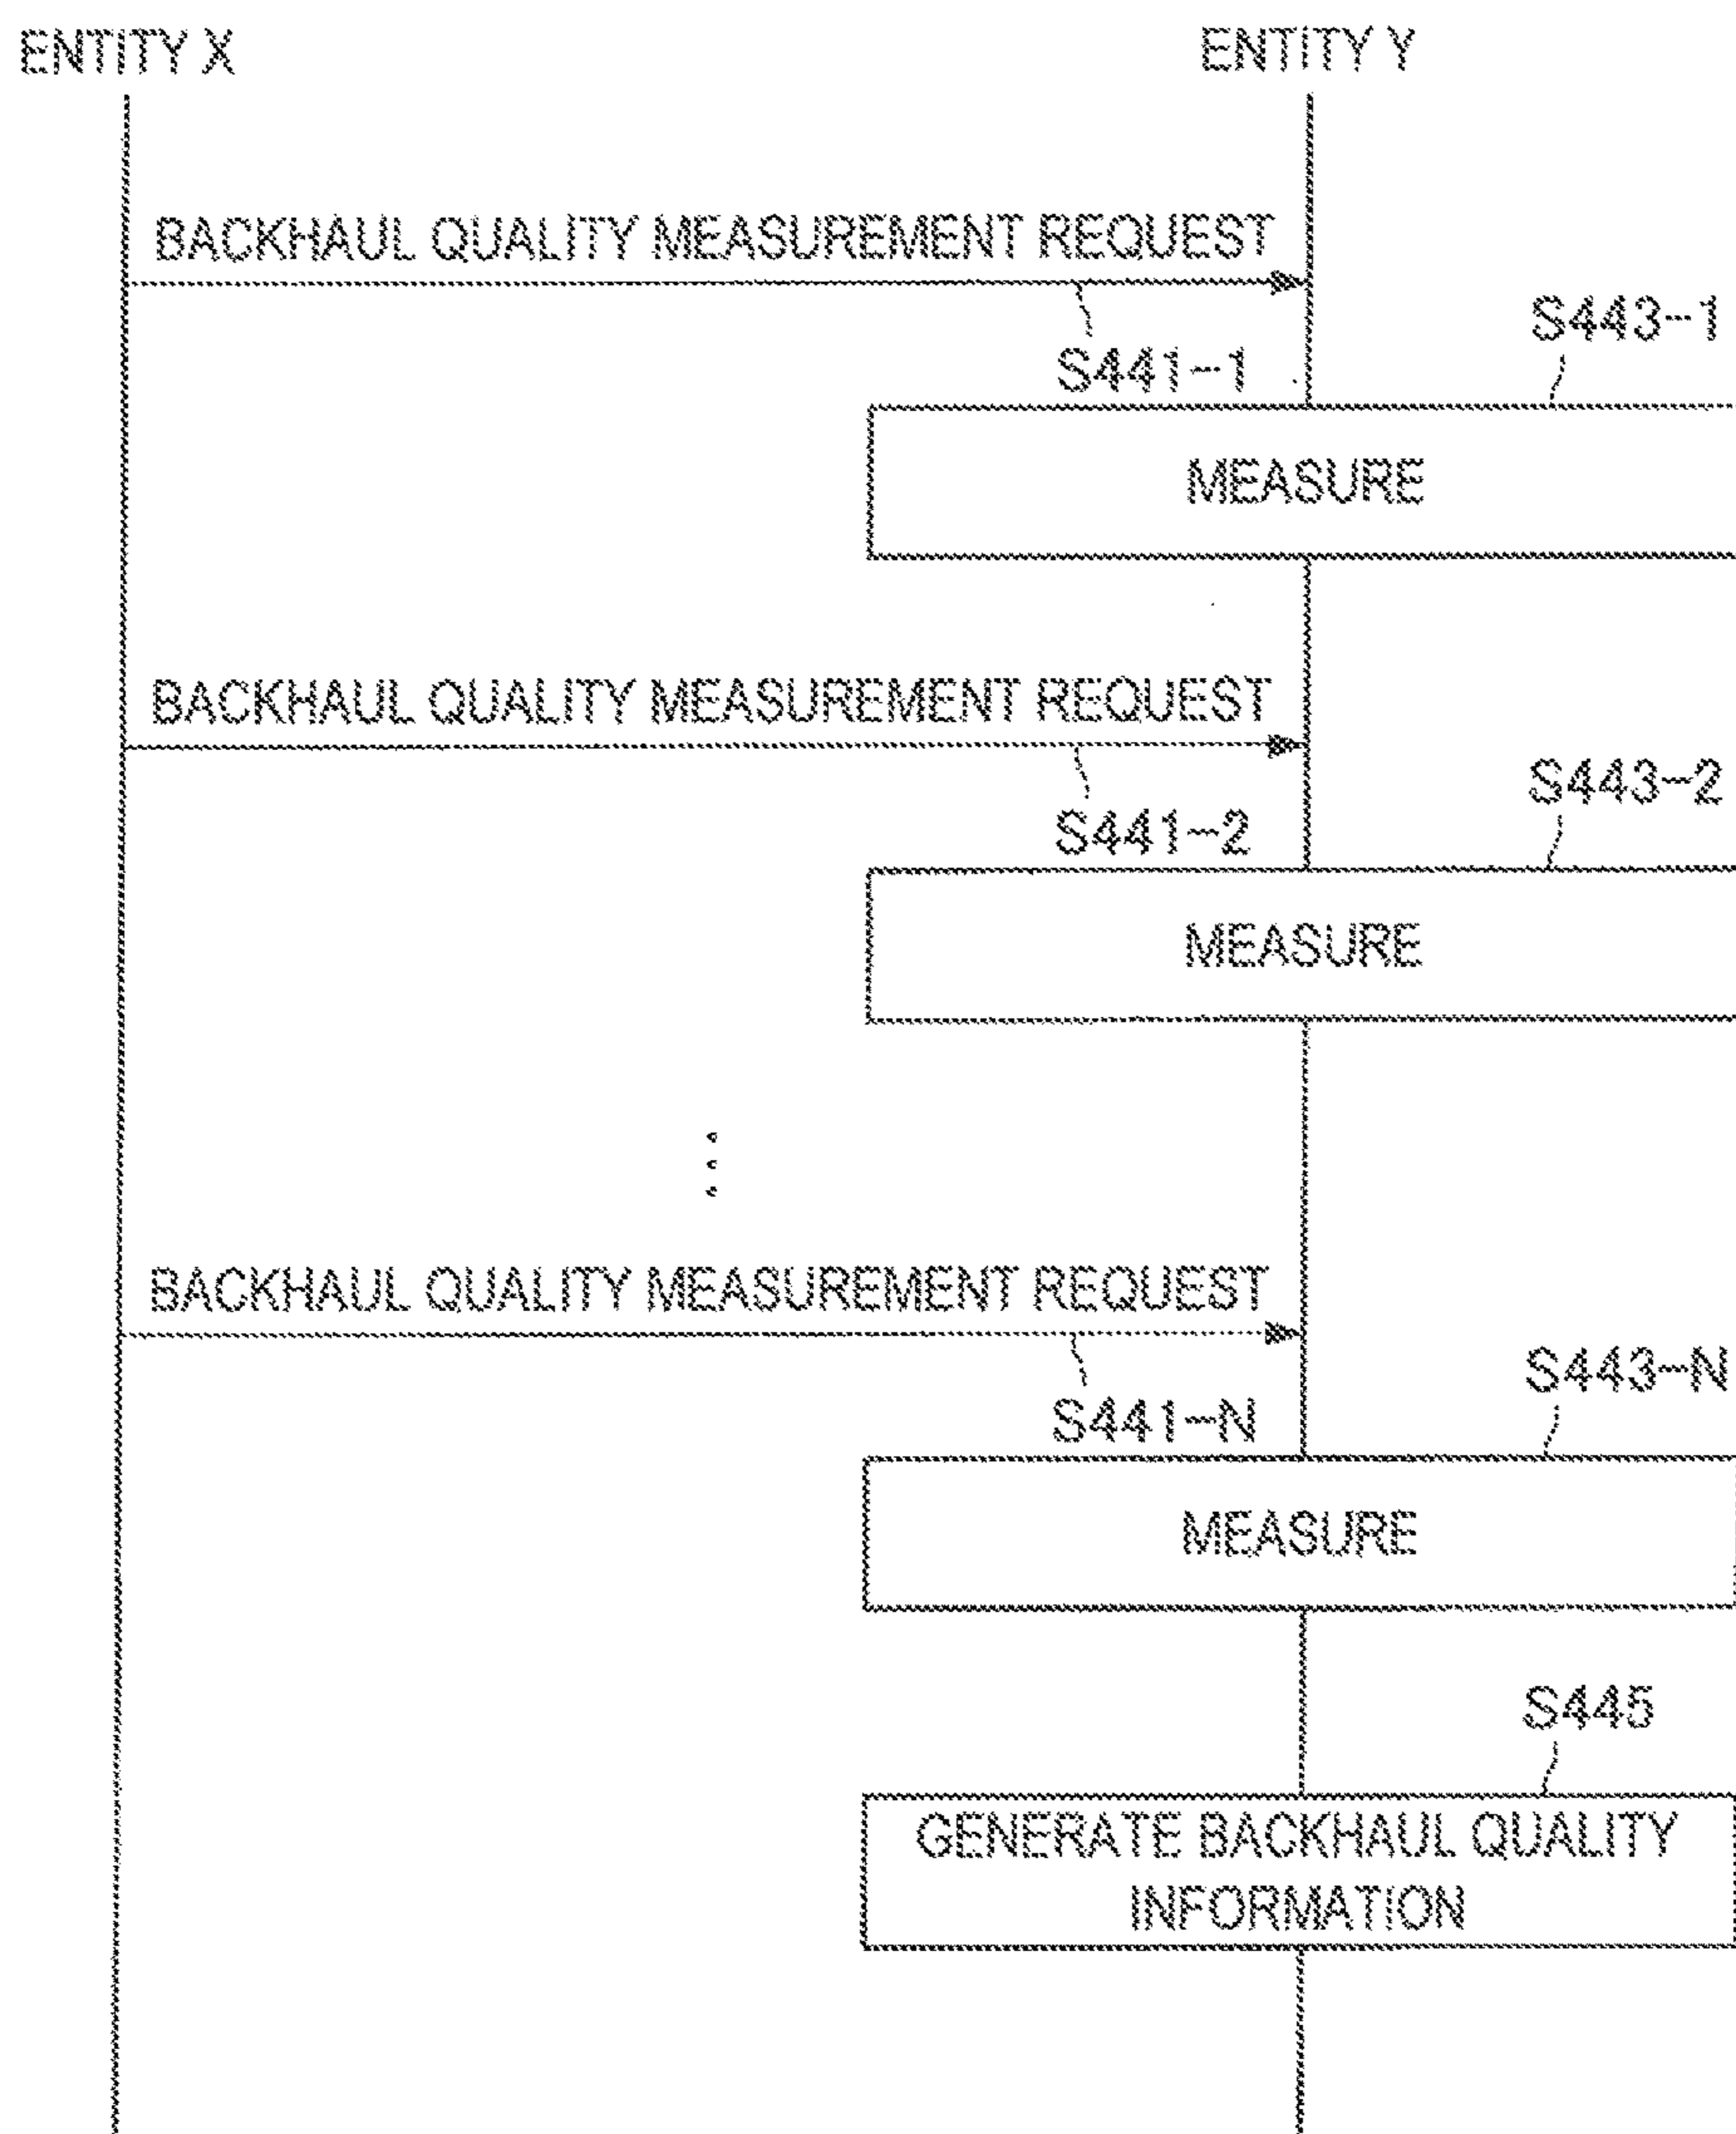 ENTITY X
ENTITY Y
BACKHAUL QUALITY MEASUREMENT REQUEST
S443-1
S441-1
MEASURE
BACKHAUL QUALITY MEASUREMENT REQUEST
S443-2
S441-2
MEASURE
BACKHAUL QUALITY MEASUREMENT REQUEST
S443-N
S441-N
MEASURE
S445
GENERATE BACKHAUL QUALITY
INFORMATION